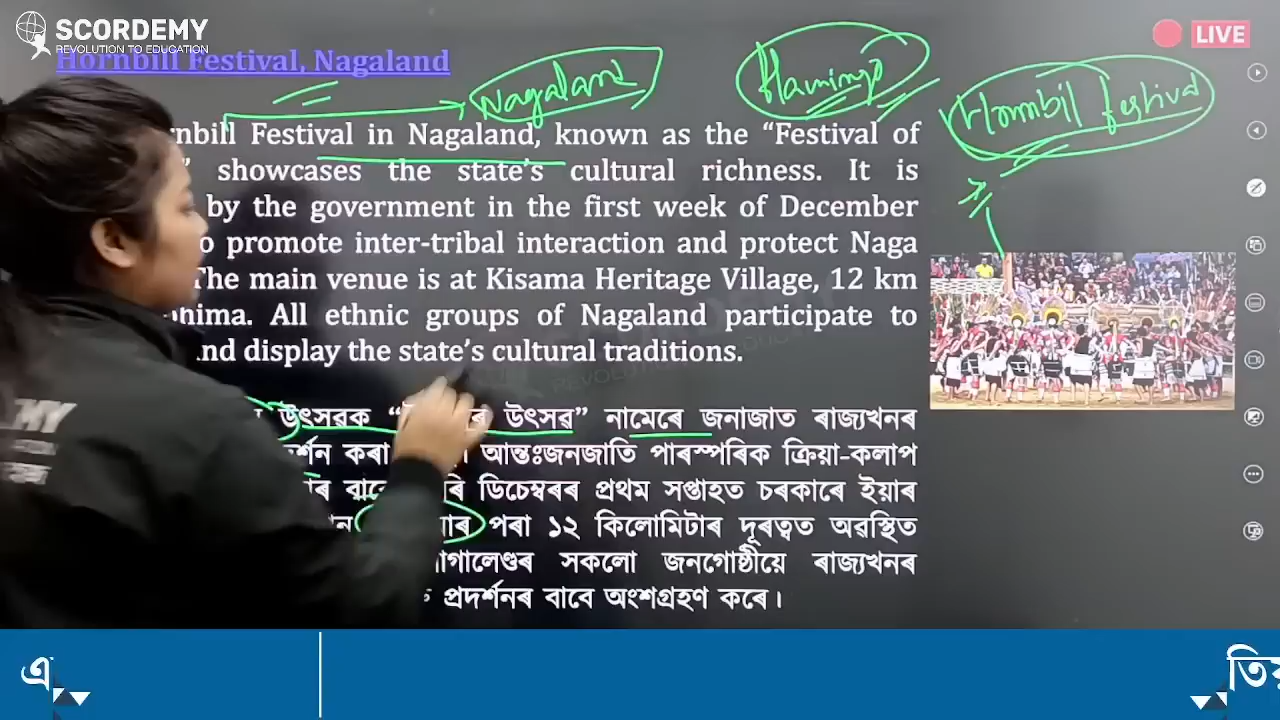 SCORDEMY
REVOLUTION TO EDUCATION
LIVE
Hornbill Festival, Nagaland
Nagaland
Flamingo
Hornbil Festival
rnbill Festival in Nagaland, known as the “Festival of
” showcases the state’s cultural richness. It is
by the government in the first week of December
o promote inter-tribal interaction and protect Naga
The main venue is at Kisama Heritage Village, 12 km
ohima. All ethnic groups of Nagaland participate to
and display the state’s cultural traditions.
উৎসৱক “ৰ উৎসৱ” নামেৰে জনাজাত ৰাজ্যখনৰ
ৰ্শন কৰা আন্তঃজনজাতি পাৰস্পৰিক ক্ৰিয়া-কলাপ
ৰ বাবে ডিচেম্বৰৰ প্ৰথম সপ্তাহত চৰকাৰে ইয়াৰ
পৰা ১২ কিলোমিটাৰ দূৰত্বত অৱস্থিত
াগালেণ্ডৰ সকলো জনগোষ্ঠীয়ে ৰাজ্যখনৰ
প্ৰদৰ্শনৰ বাবে অংশগ্ৰহণ কৰে।
MY
এ
তিৰ